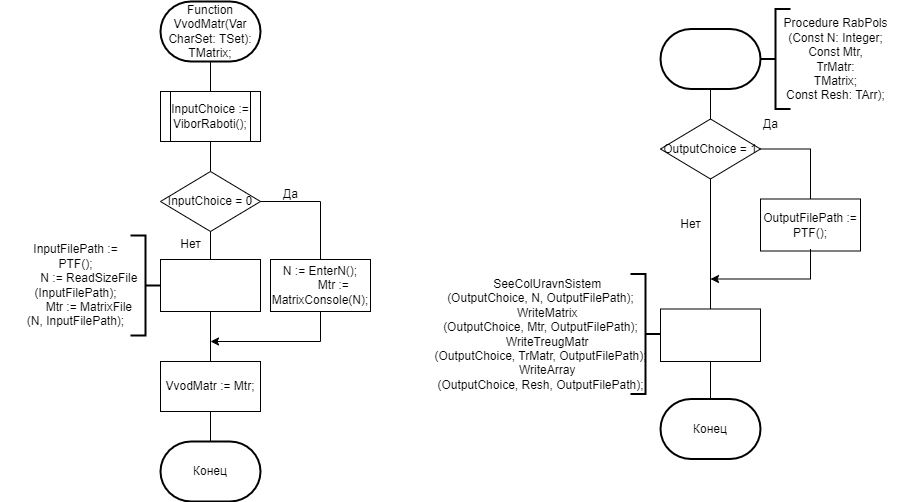 Function
VvodMatr(Var
CharSet: TSet):
TMatrix;
InputChoice :=
ViborRaboti();
InputChoice = 0
Да
Нет
InputFilePath :=
PTF();
N := ReadSizeFile
(InputFilePath);
Mtr := MatrixFile
(N, InputFilePath);
N := EnterN();
Mtr :=
MatrixConsole(N);
VvodMatr := Mtr;
Конец
Procedure RabPols
(Const N: Integer;
Const Mtr,
TrMatr:
TMatrix;
Const Resh: TArr);
Да
OutputChoice = 1
OutputFilePath :=
PTF();
Нет
SeeColUravnSistem
(OutputChoice, N, OutputFilePath);
WriteMatrix
(OutputChoice, Mtr, OutputFilePath);
WriteTreugMatr
(OutputChoice, TrMatr, OutputFilePath)
WriteArray
(OutputChoice, Resh, OutputFilePath);
Конец